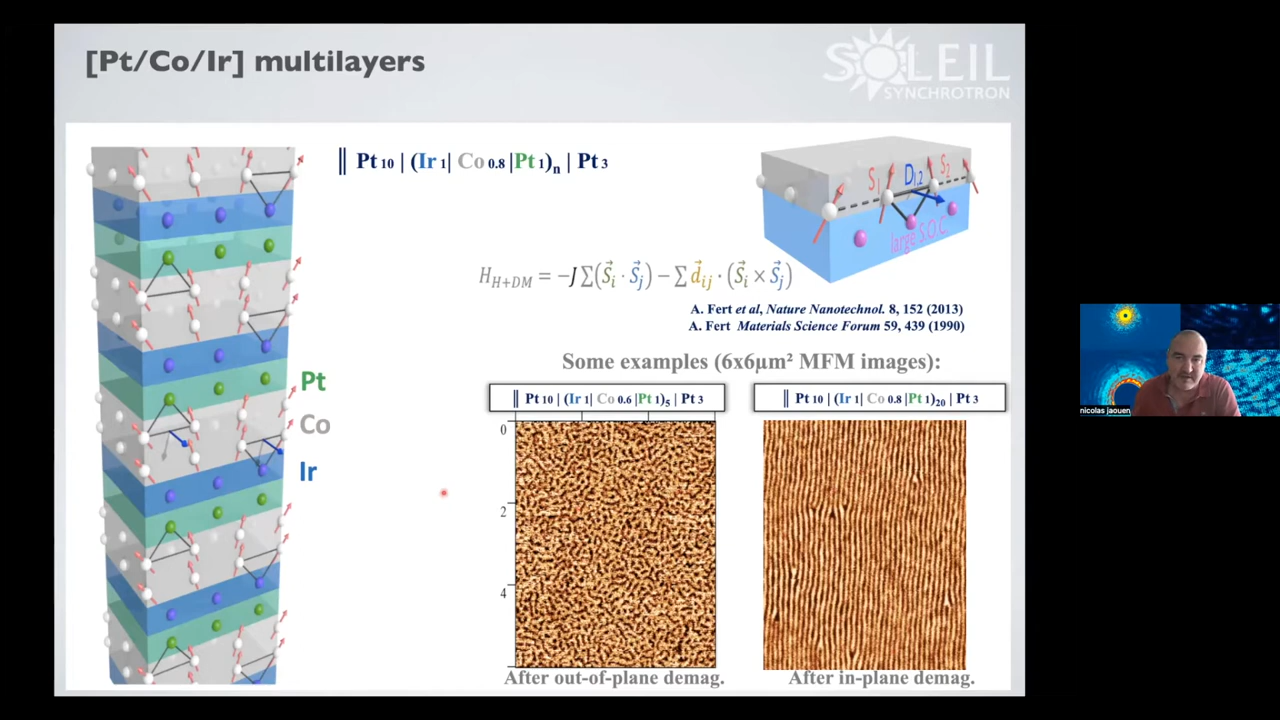 [Pt/Co/Ir] multilayers
SOLEIL
SYNCHROTRON
‖ Pt 10 | (Ir 1| Co 0.8 |Pt 1)n | Pt 3
S1 D1,2 S2
large S.O.C
H_H+DM = −J∑(S⃗i · S⃗j) − ∑d⃗ij · (S⃗i × S⃗j)
A. Fert et al, Nature Nanotechnol. 8, 152 (2013)
A. Fert Materials Science Forum 59, 439 (1990)
Some examples (6x6μm² MFM images):
Pt
Co
Ir
‖ Pt 10 | (Ir 1| Co 0.6 |Pt 1)5 | Pt 3
‖ Pt 10 | (Ir 1| Co 0.8 |Pt 1)20 | Pt 3
0
2
4
After out-of-plane demag.
After in-plane demag.
nicolas jaouen